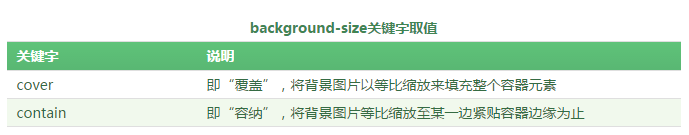 background-size关键字取值
关键字 说明
cover 即“覆盖”，将背景图片以等比缩放来填充整个容器元素
contain 即“容纳”，将背景图片等比缩放至某一边紧贴容器边缘为止